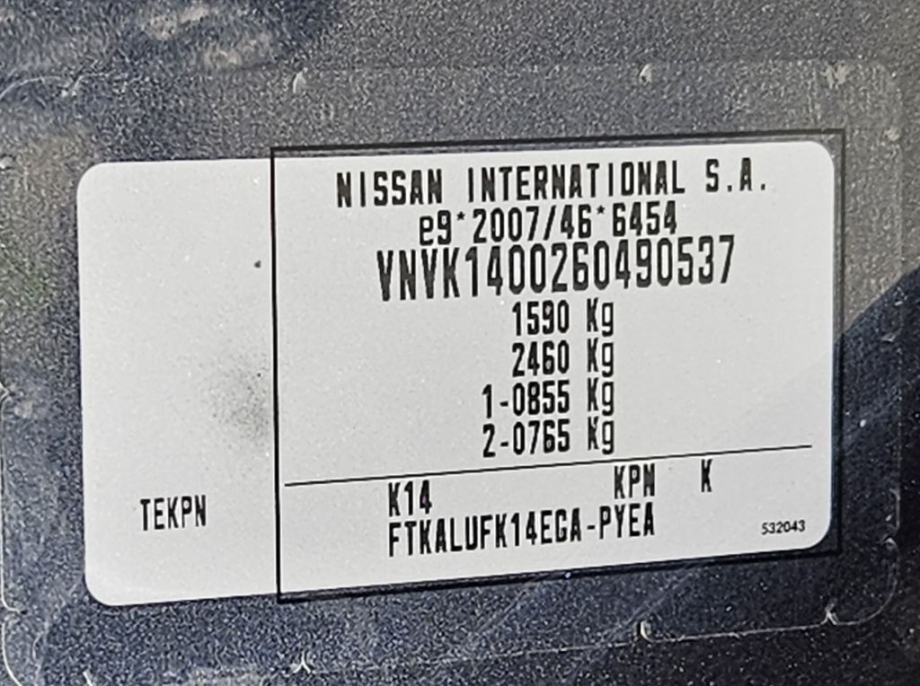 NISSAN INTERNATIONAL S.A.
e9*2007/46*6454
VNVK1400260490537
1590 Kg
2460 Kg
1-0855 Kg
2-0765 Kg
K14 KPN K
TEKPN
FTKALUFK14EGA-PYEA
532043